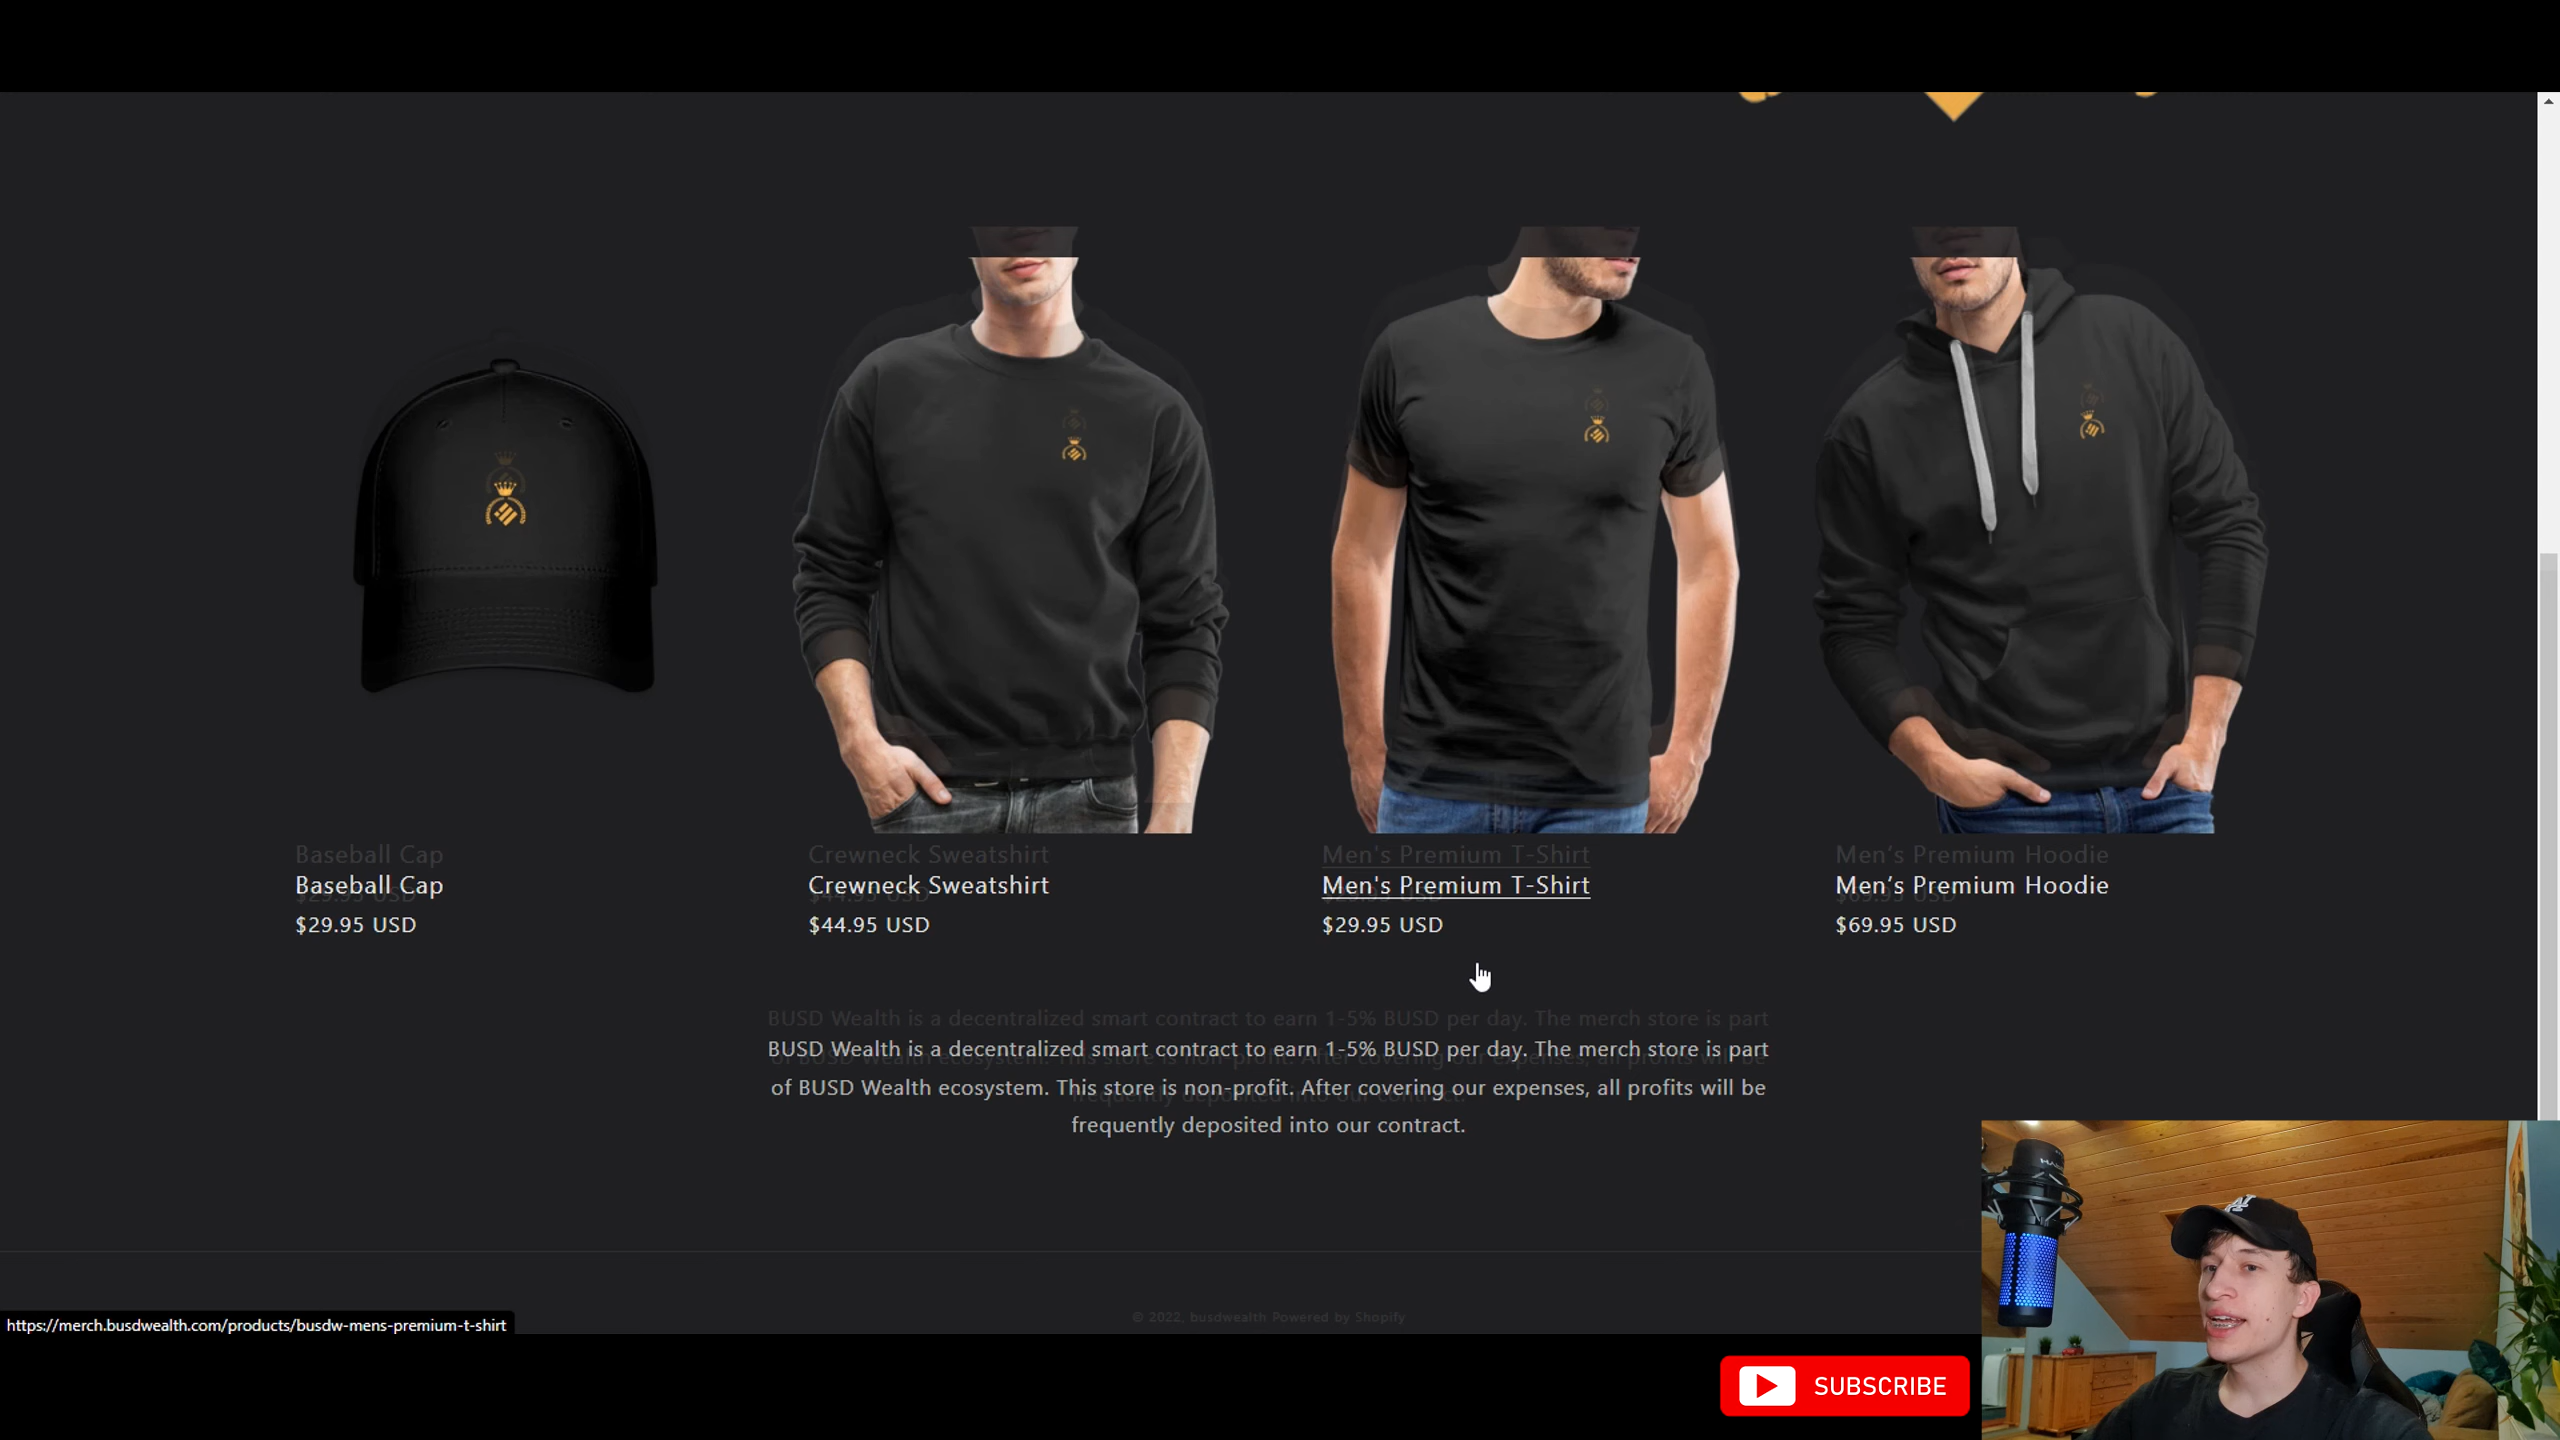 Baseball Cap
$29.95 USD
Crewneck Sweatshirt
$44.95 USD
Men's Premium T-Shirt
$29.95 USD
Men’s Premium Hoodie
$69.95 USD
BUSD Wealth is a decentralized smart contract to earn 1-5% BUSD per day. The merch store is part
of BUSD Wealth ecosystem. This store is non-profit. After covering our expenses, all profits will be
frequently deposited into our contract.
© 2022, busdwealth Powered by Shopify
https://merch.busdwealth.com/products/busdw-mens-premium-t-shirt
SUBSCRIBE